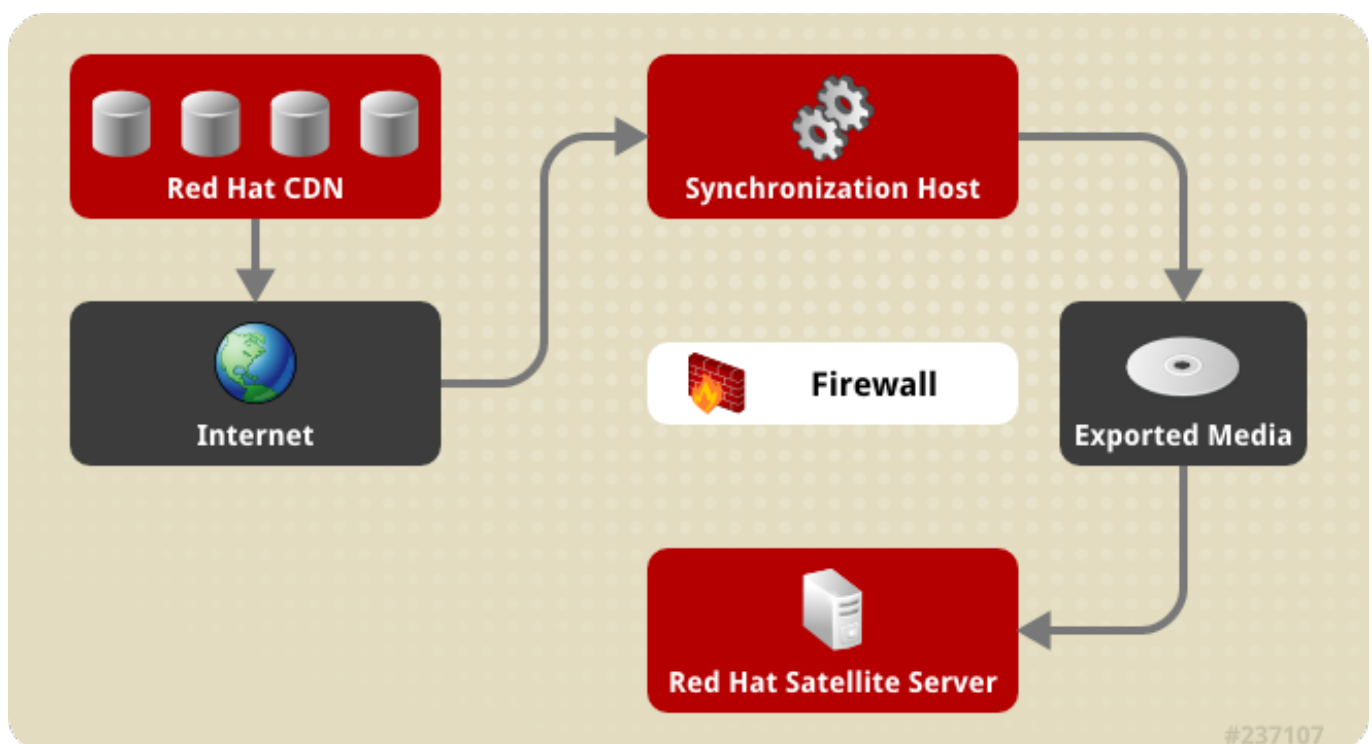 Red Hat CDN
Synchronization Host
Internet
Firewall
Exported Media
Red Hat Satellite Server
#237107